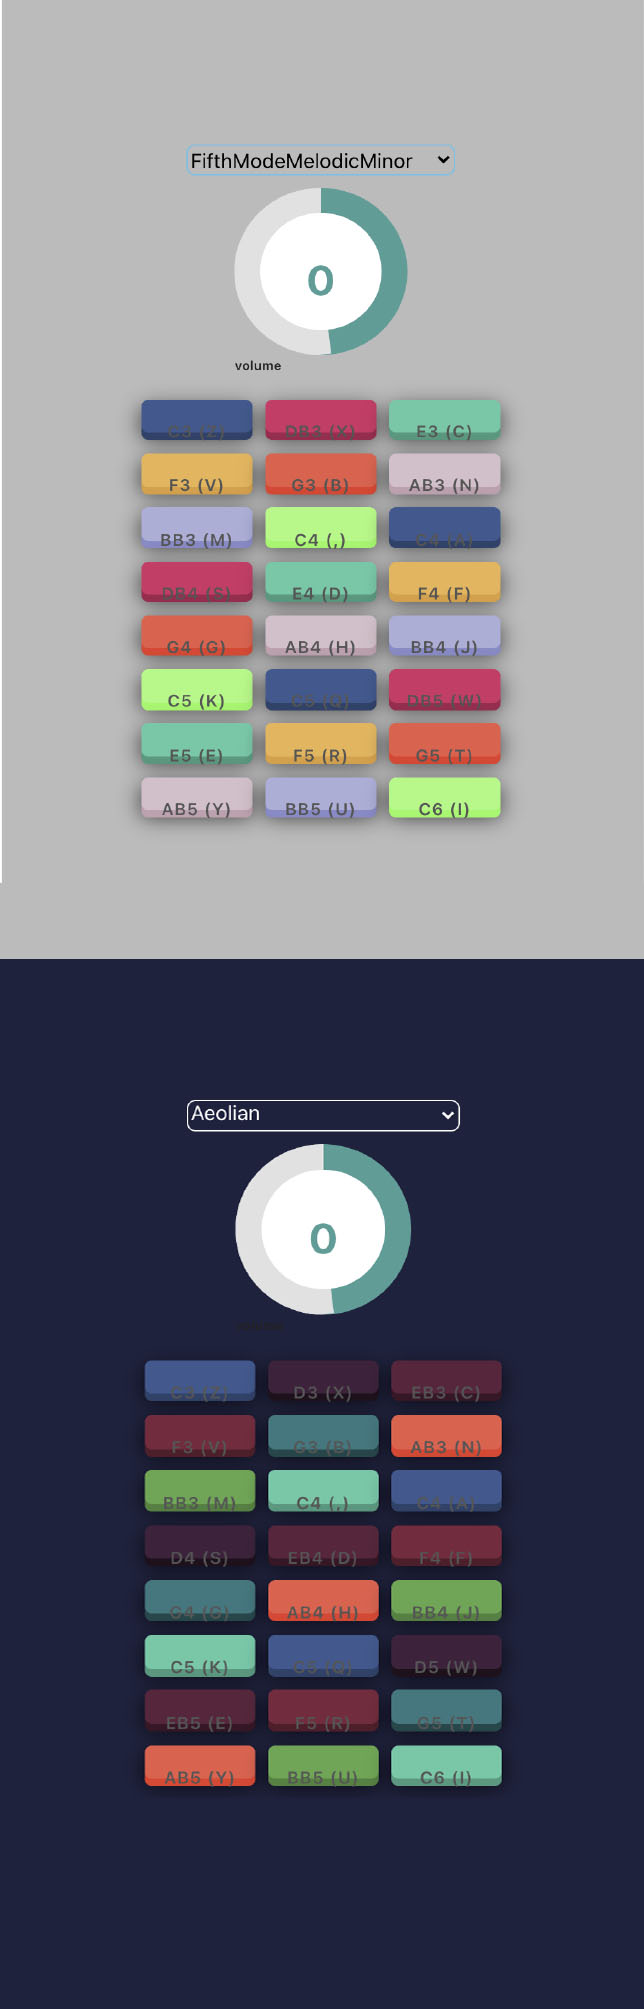 FifthModeMelodicMinor
0
volume
C3 (Z) DB3 (X) E3 (C)
F3 (V) G3 (B) AB3 (N)
BB3 (M) C4 (,) C4 (A)
DB4 (S) E4 (D) F4 (F)
G4 (G) AB4 (H) BB4 (J)
C5 (K) C5 (Q) DB5 (W)
E5 (E) F5 (R) G5 (T)
AB5 (Y) BB5 (U) C6 (I)
Aeolian
0
volume
C3 (Z) D3 (X) EB3 (C)
F3 (V) G3 (B) AB3 (N)
BB3 (M) C4 (,) C4 (A)
D4 (S) EB4 (D) F4 (F)
G4 (G) AB4 (H) BB4 (J)
C5 (K) C5 (Q) D5 (W)
EB5 (E) F5 (R) G5 (T)
AB5 (Y) BB5 (U) C6 (I)